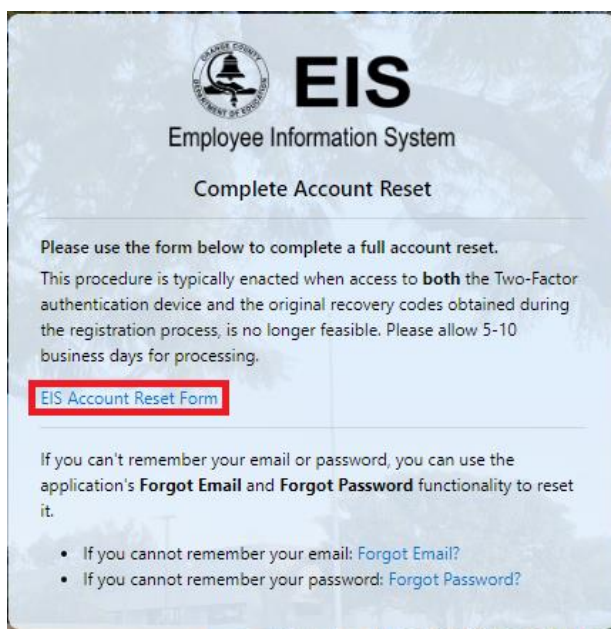 ORANGE COUNTY
DEPARTMENT OF EDUCATION
EIS
Employee Information System
Complete Account Reset
Please use the form below to complete a full account reset.
This procedure is typically enacted when access to both the Two-Factor
authentication device and the original recovery codes obtained during
the registration process, is no longer feasible. Please allow 5-10
business days for processing.
EIS Account Reset Form
If you can't remember your email or password, you can use the
application's Forgot Email and Forgot Password functionality to reset
it.
• If you cannot remember your email: Forgot Email?
• If you cannot remember your password: Forgot Password?